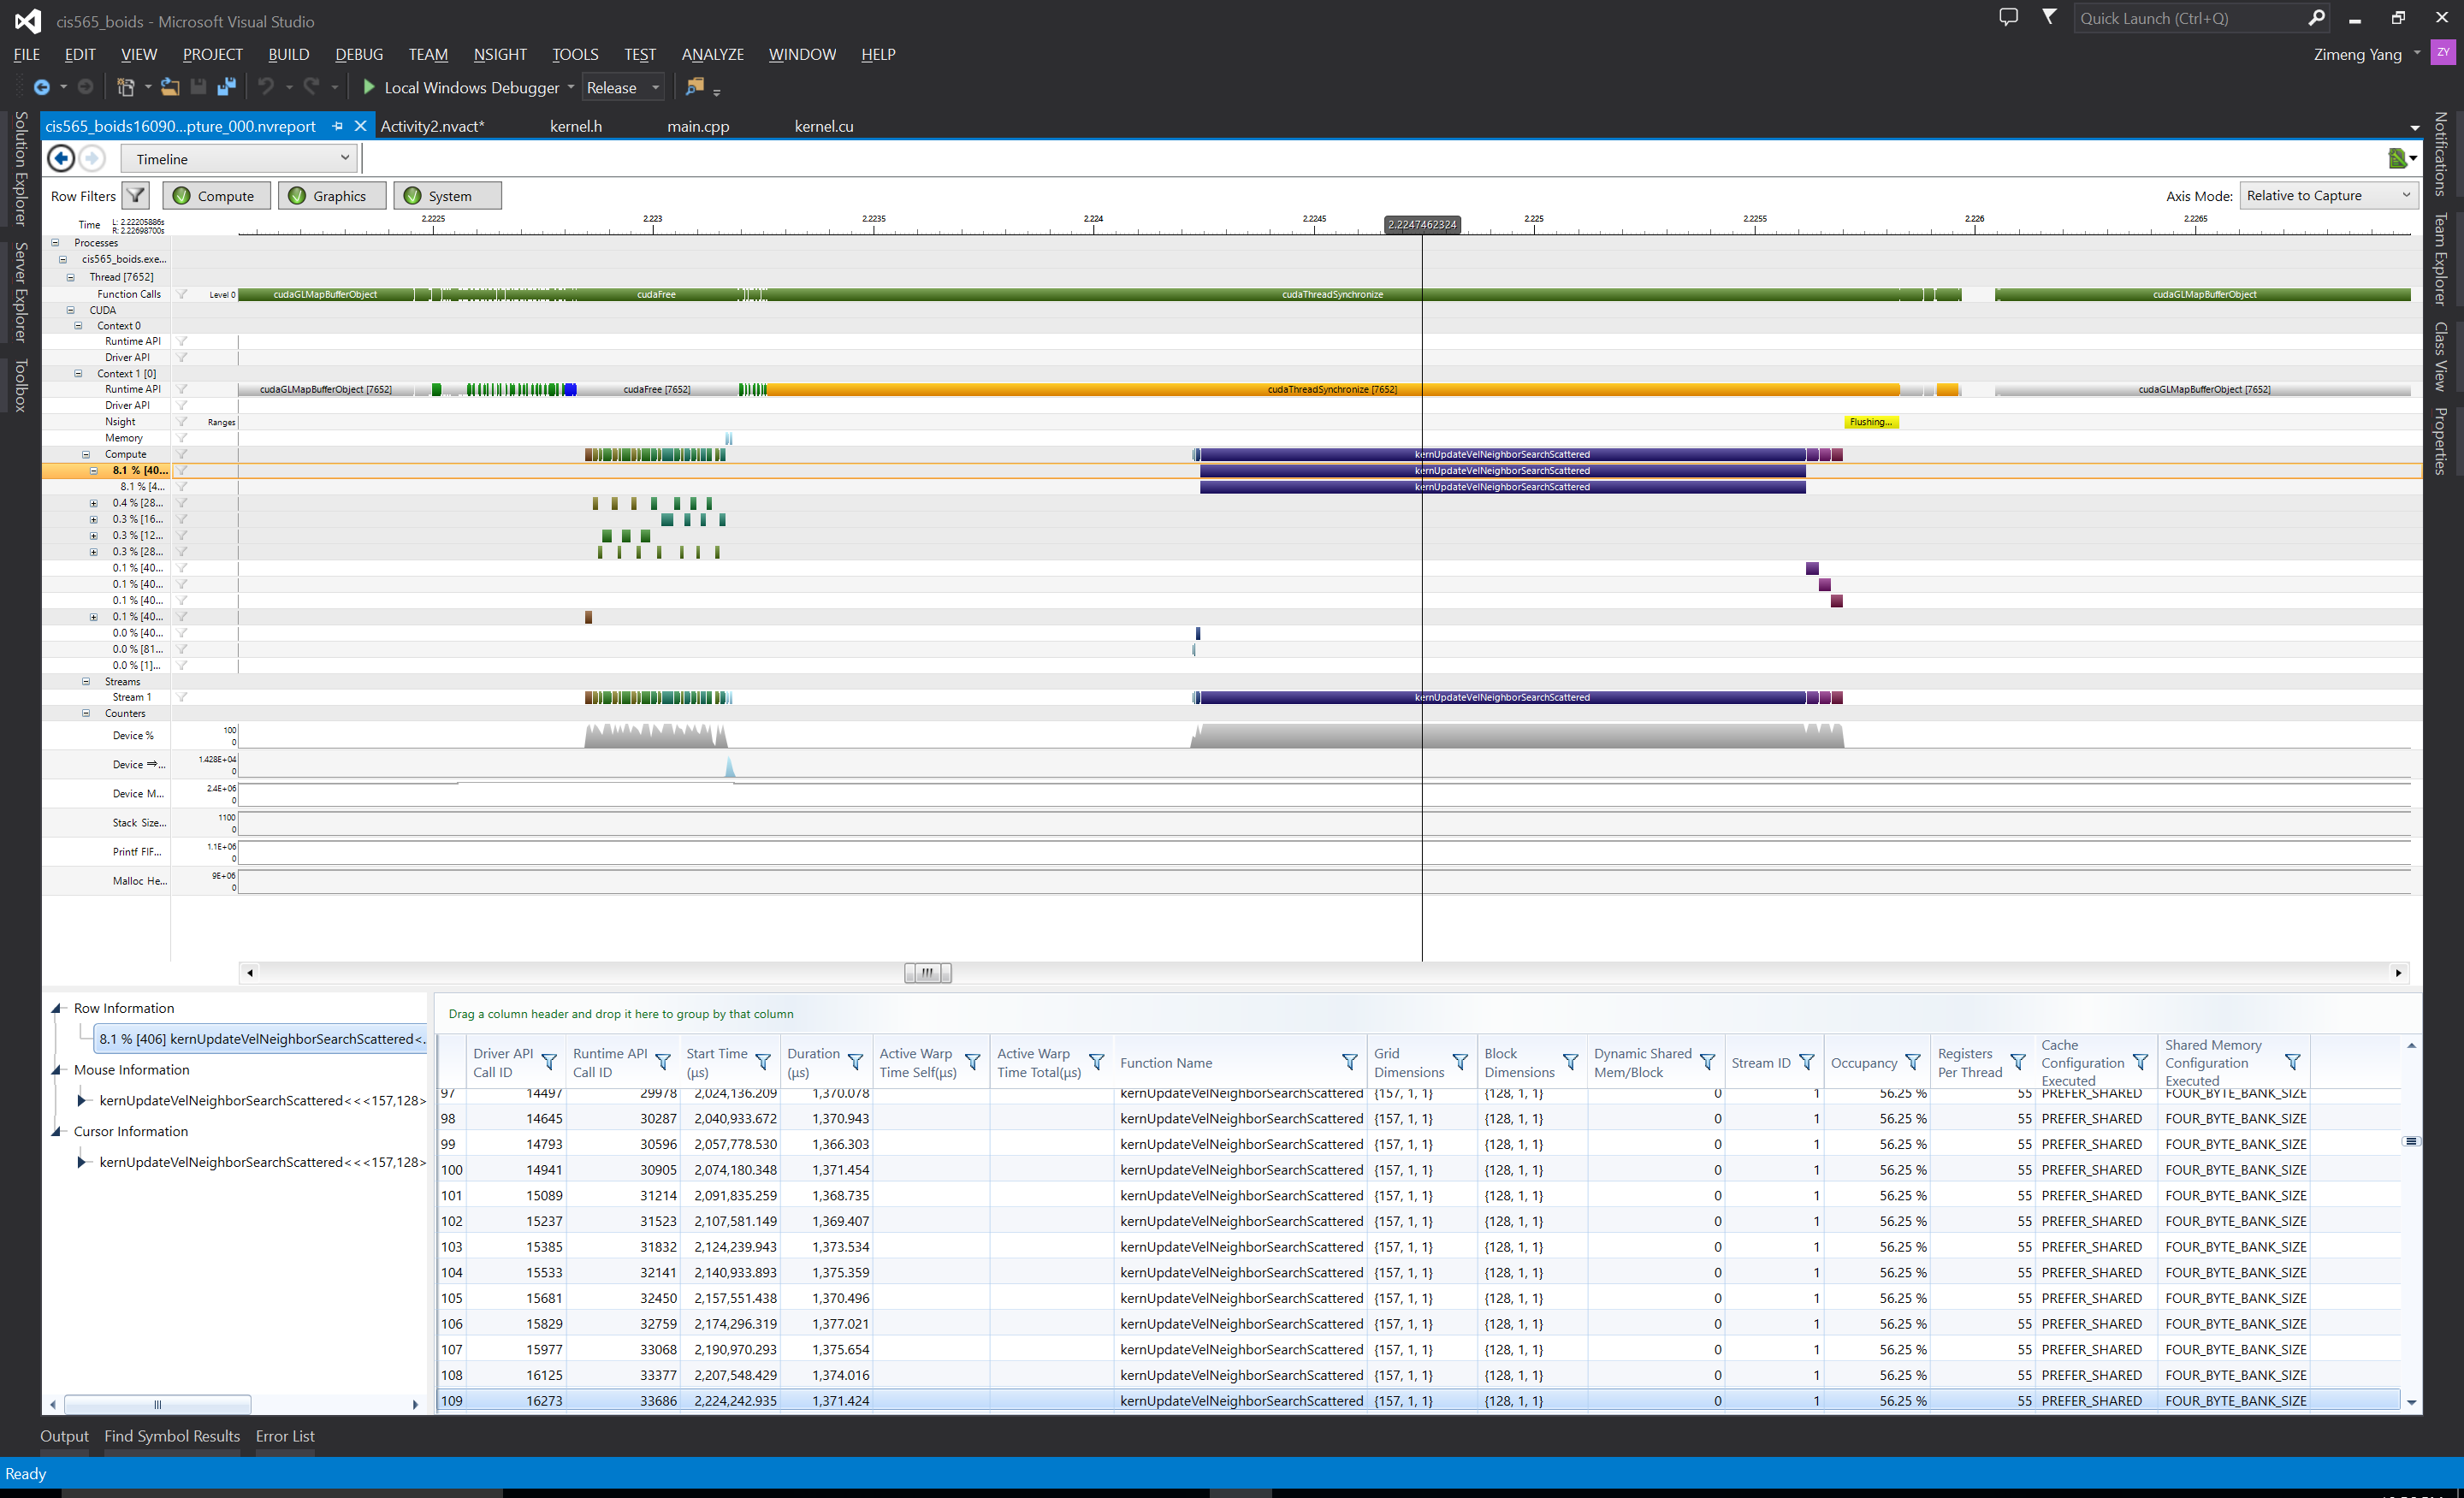 cis565_boids - Microsoft Visual Studio
Quick Launch (Ctrl+Q)
FILE EDIT VIEW PROJECT BUILD DEBUG TEAM NSIGHT TOOLS TEST ANALYZE WINDOW HELP
Zimeng Yang ZY
Local Windows Debugger Release
Solution Explorer
Server Explorer
Toolbox
Notifications
Team Explorer
Class View
Properties
cis565_boids16090...pture_000.nvreport Activity2.nvact* kernel.h main.cpp kernel.cu
Timeline
Row Filters Compute Graphics System
Axis Mode: Relative to Capture
Time L: 2.22205886s
R: 2.22698700s
2.2225 2.223 2.2235 2.224 2.2245 2.2247462324 2.225 2.2255 2.226 2.2265
Processes
cis565_boids.exe...
Thread [7652]
Function Calls Level 0 cudaGLMapBufferObject cudaFree cudaThreadSynchronize cudaGLMapBufferObject
CUDA
Context 0
Runtime API
Driver API
Context 1 [0]
Runtime API cudaGLMapBufferObject [7652] cudaFree [7652] cudaThreadSynchronize [7652] cudaGLMapBufferObject [7652]
Driver API
Nsight Ranges Flushing...
Memory
Compute kernUpdateVelNeighborSearchScattered
8.1 % [40... kernUpdateVelNeighborSearchScattered
8.1 % [4... kernUpdateVelNeighborSearchScattered
0.4 % [28...
0.3 % [16...
0.3 % [12...
0.3 % [28...
0.1 % [40...
0.1 % [40...
0.1 % [40...
0.1 % [40...
0.0 % [40...
0.0 % [81...
0.0 % [1]...
Streams
Stream 1 kernUpdateVelNeighborSearchScattered
Counters
Device % 100
0
Device ⇒... 1.428E+04
0
Device M... 2.4E+06
0
Stack Size... 1100
0
Printf FIF... 1.1E+06
0
Malloc He... 9E+06
0
Row Information
8.1 % [406] kernUpdateVelNeighborSearchScattered<.
Mouse Information
kernUpdateVelNeighborSearchScattered<<<157,128>
Cursor Information
kernUpdateVelNeighborSearchScattered<<<157,128>
Drag a column header and drop it here to group by that column
Driver API Call ID Runtime API Call ID Start Time (µs) Duration (µs) Active Warp Time Self(µs) Active Warp Time Total(µs) Function Name Grid Dimensions Block Dimensions Dynamic Shared Mem/Block Stream ID Occupancy Registers Per Thread Cache Configuration Executed Shared Memory Configuration Executed
97 14497 29978 2,024,136.209 1,370.078 kernUpdateVelNeighborSearchScattered {157, 1, 1} {128, 1, 1} 0 1 56.25 % 55 PREFER_SHARED FOUR_BYTE_BANK_SIZE
98 14645 30287 2,040,933.672 1,370.943 kernUpdateVelNeighborSearchScattered {157, 1, 1} {128, 1, 1} 0 1 56.25 % 55 PREFER_SHARED FOUR_BYTE_BANK_SIZE
99 14793 30596 2,057,778.530 1,366.303 kernUpdateVelNeighborSearchScattered {157, 1, 1} {128, 1, 1} 0 1 56.25 % 55 PREFER_SHARED FOUR_BYTE_BANK_SIZE
100 14941 30905 2,074,180.348 1,371.454 kernUpdateVelNeighborSearchScattered {157, 1, 1} {128, 1, 1} 0 1 56.25 % 55 PREFER_SHARED FOUR_BYTE_BANK_SIZE
101 15089 31214 2,091,835.259 1,368.735 kernUpdateVelNeighborSearchScattered {157, 1, 1} {128, 1, 1} 0 1 56.25 % 55 PREFER_SHARED FOUR_BYTE_BANK_SIZE
102 15237 31523 2,107,581.149 1,369.407 kernUpdateVelNeighborSearchScattered {157, 1, 1} {128, 1, 1} 0 1 56.25 % 55 PREFER_SHARED FOUR_BYTE_BANK_SIZE
103 15385 31832 2,124,239.943 1,373.534 kernUpdateVelNeighborSearchScattered {157, 1, 1} {128, 1, 1} 0 1 56.25 % 55 PREFER_SHARED FOUR_BYTE_BANK_SIZE
104 15533 32141 2,140,933.893 1,375.359 kernUpdateVelNeighborSearchScattered {157, 1, 1} {128, 1, 1} 0 1 56.25 % 55 PREFER_SHARED FOUR_BYTE_BANK_SIZE
105 15681 32450 2,157,551.438 1,370.496 kernUpdateVelNeighborSearchScattered {157, 1, 1} {128, 1, 1} 0 1 56.25 % 55 PREFER_SHARED FOUR_BYTE_BANK_SIZE
106 15829 32759 2,174,296.319 1,377.021 kernUpdateVelNeighborSearchScattered {157, 1, 1} {128, 1, 1} 0 1 56.25 % 55 PREFER_SHARED FOUR_BYTE_BANK_SIZE
107 15977 33068 2,190,970.293 1,375.654 kernUpdateVelNeighborSearchScattered {157, 1, 1} {128, 1, 1} 0 1 56.25 % 55 PREFER_SHARED FOUR_BYTE_BANK_SIZE
108 16125 33377 2,207,548.429 1,374.016 kernUpdateVelNeighborSearchScattered {157, 1, 1} {128, 1, 1} 0 1 56.25 % 55 PREFER_SHARED FOUR_BYTE_BANK_SIZE
109 16273 33686 2,224,242.935 1,371.424 kernUpdateVelNeighborSearchScattered {157, 1, 1} {128, 1, 1} 0 1 56.25 % 55 PREFER_SHARED FOUR_BYTE_BANK_SIZE
Output Find Symbol Results Error List
Ready